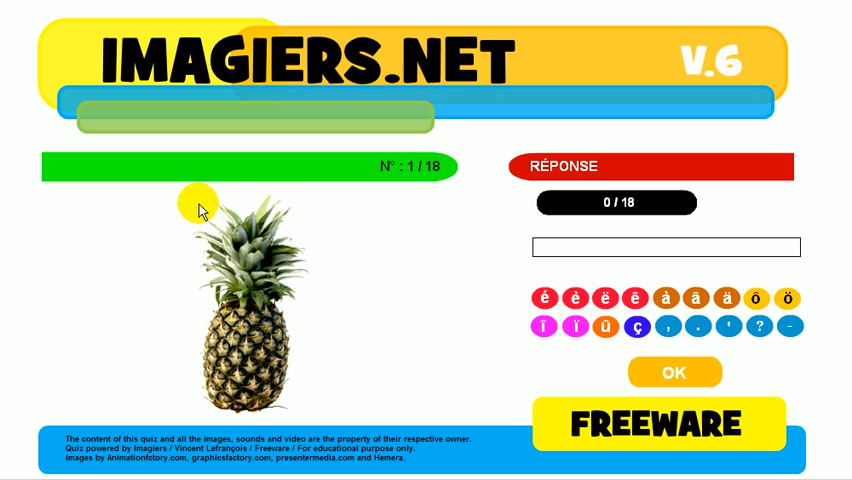 IMAGIERS.NET
V.6
N° : 1 / 18
RÉPONSE
0 / 18
é è ë ê à â ä ô ö
î ï û ç , . ' ? -
OK
FREEWARE
The content of this quiz and all the images, sounds and video are the property of their respective owner.
Quiz powered by Imagiers / Vincent Lefrançois / Freeware / For educational purpose only.
Images by Animationfctory.com, graphicsfactory.com, presentermedia.com and Hemera.